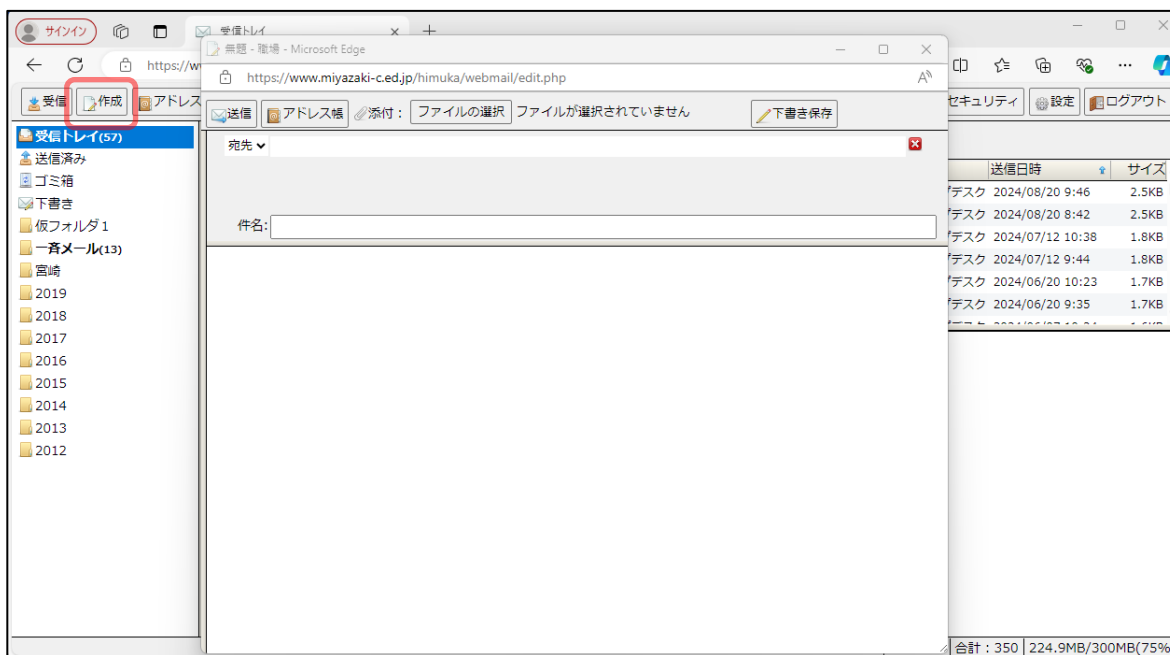 サインイン
受信トレイ
無題 - 職場 - Microsoft Edge
https://w
https://www.miyazaki-c.ed.jp/himuka/webmail/edit.php
受信 作成 アドレス
送信 アドレス帳 添付： ファイルの選択 ファイルが選択されていません 下書き保存
セキュリティ 設定 ログアウト
受信トレイ(57)
送信済み
ゴミ箱
下書き
仮フォルダ１
一斉メール(13)
宮崎
2019
2018
2017
2016
2015
2014
2013
2012
宛先
件名:
送信日時 サイズ
デスク 2024/08/20 9:46 2.5KB
デスク 2024/08/20 8:42 2.5KB
デスク 2024/07/12 10:38 1.8KB
デスク 2024/07/12 9:44 1.8KB
デスク 2024/06/20 10:23 1.7KB
デスク 2024/06/20 9:35 1.7KB
合計：350 224.9MB/300MB(75%